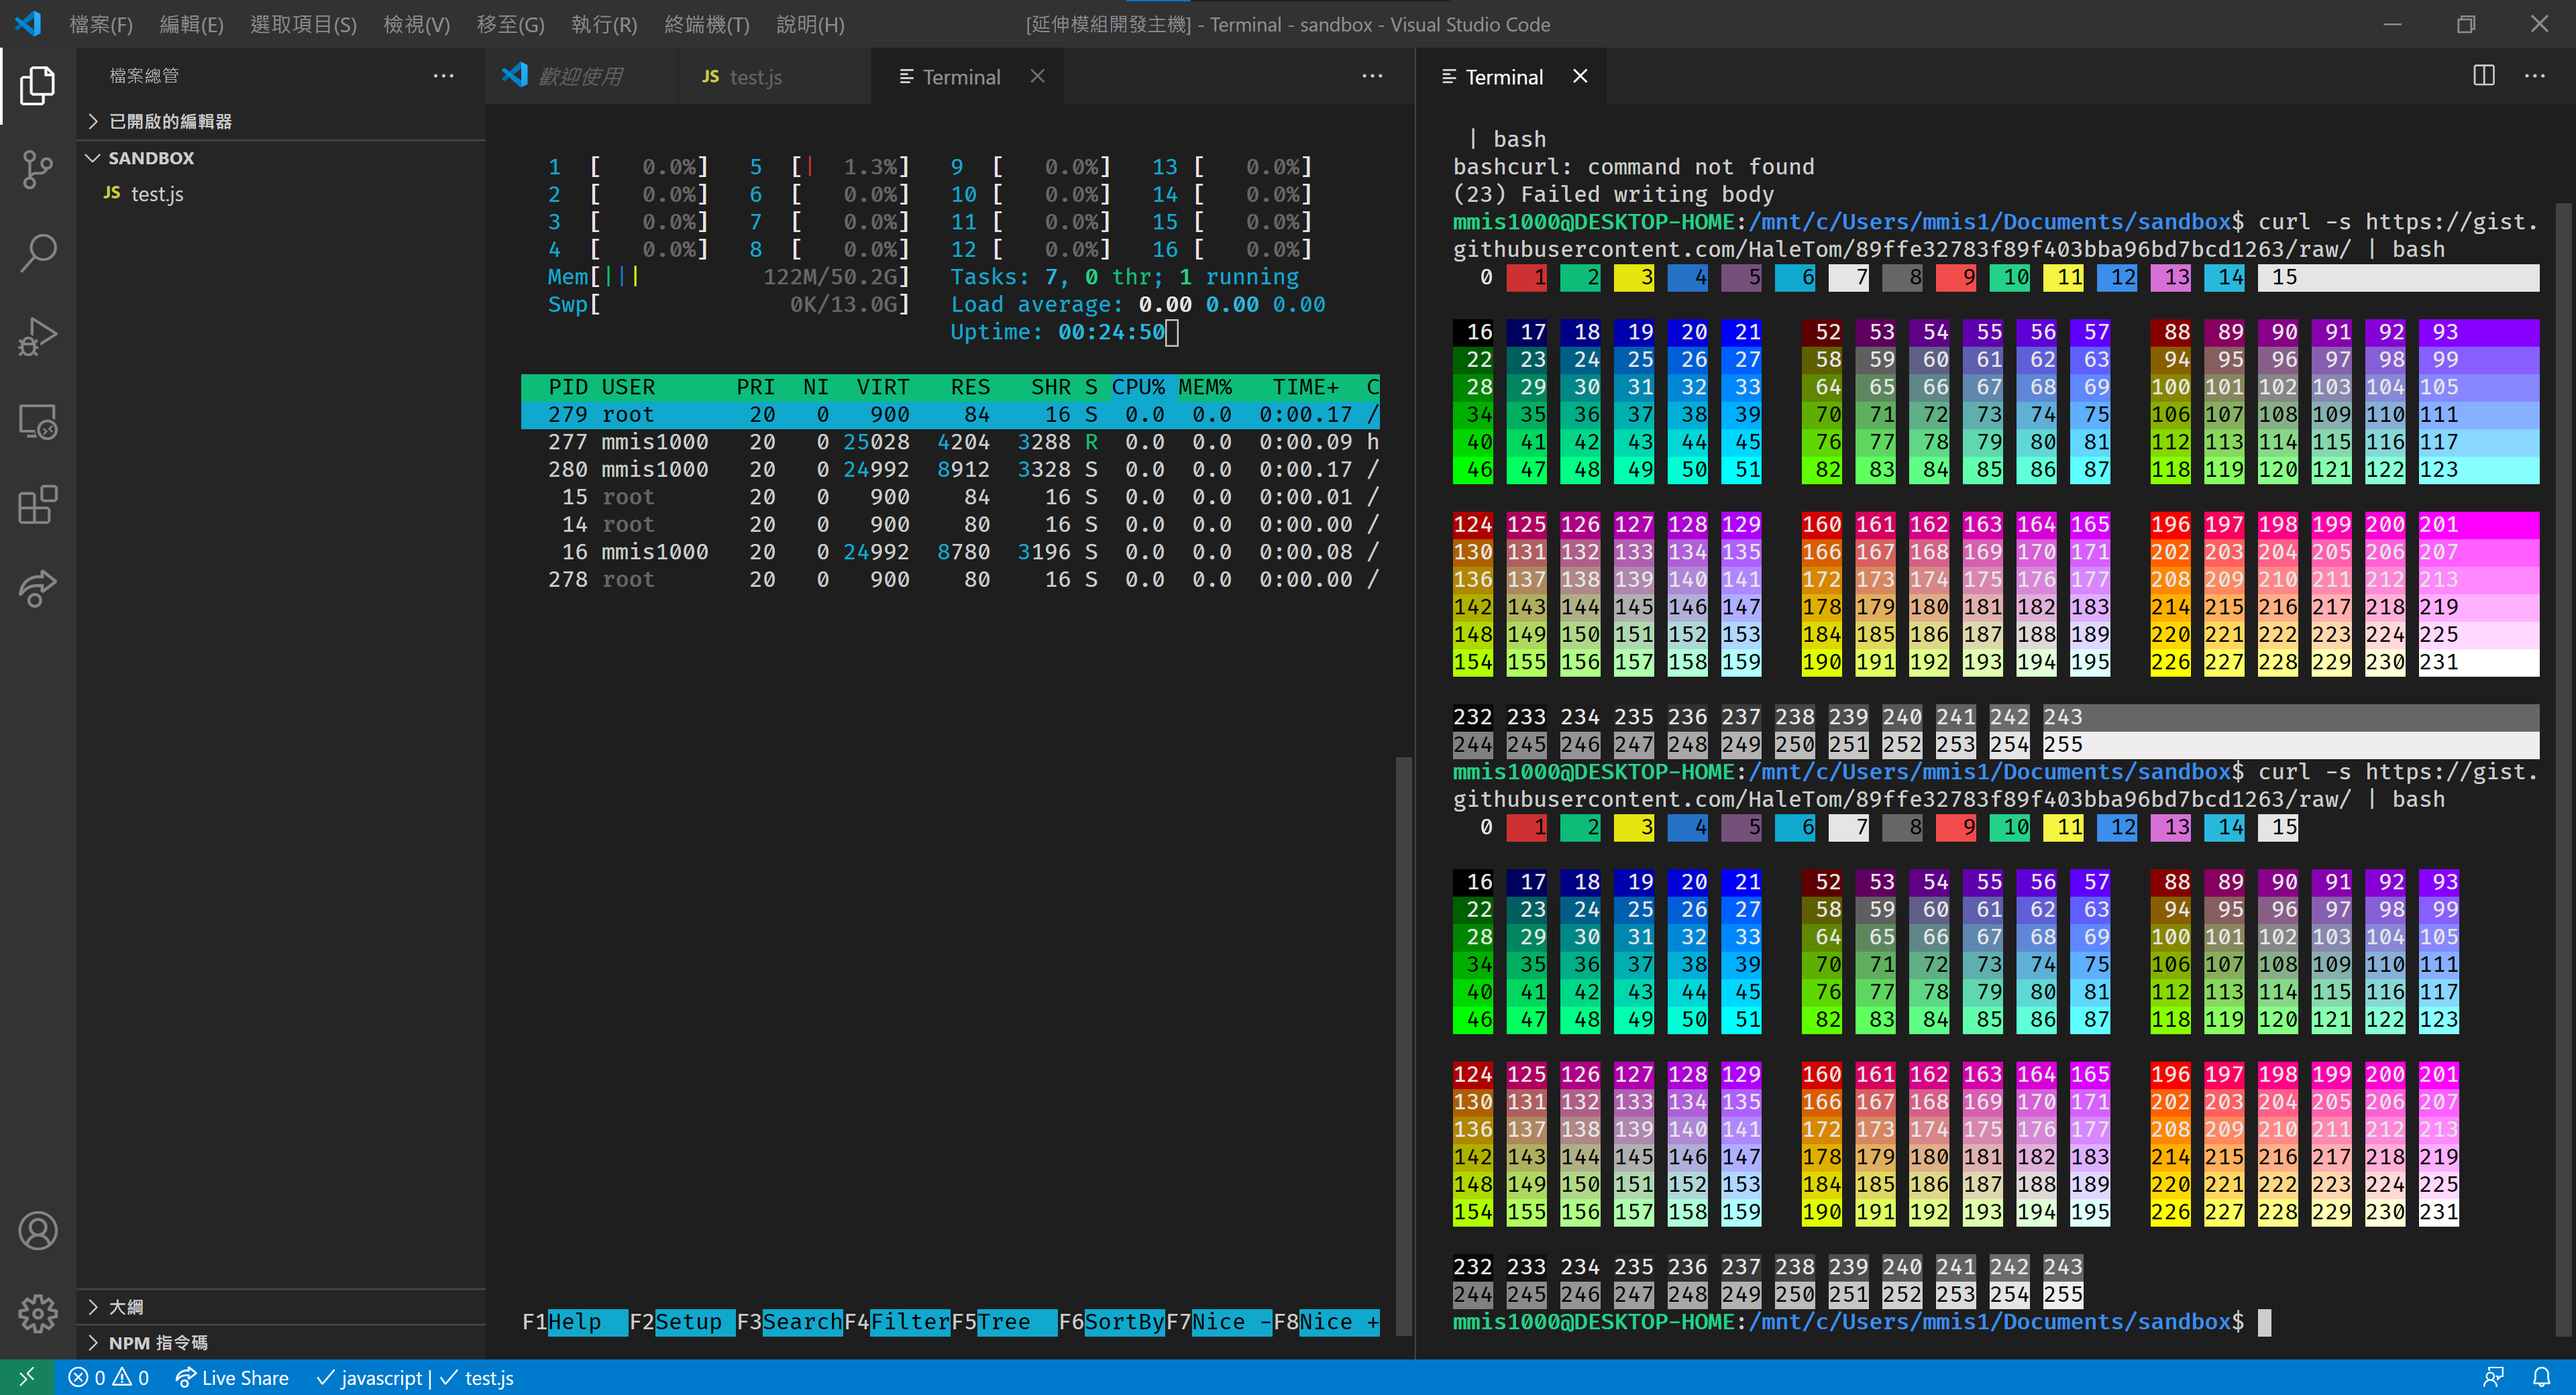 檔案(F) 編輯(E) 選取項目(S) 檢視(V) 移至(G) 執行(R) 終端機(T) 說明(H) [延伸模組開發主機] - Terminal - sandbox - Visual Studio Code
檔案總管
已開啟的編輯器
SANDBOX
JS test.js
大綱
NPM 指令碼
歡迎使用 JS test.js Terminal
1 [ 0.0%] 5 [| 1.3%] 9 [ 0.0%] 13 [ 0.0%]
2 [ 0.0%] 6 [ 0.0%] 10 [ 0.0%] 14 [ 0.0%]
3 [ 0.0%] 7 [ 0.0%] 11 [ 0.0%] 15 [ 0.0%]
4 [ 0.0%] 8 [ 0.0%] 12 [ 0.0%] 16 [ 0.0%]
Mem[||| 122M/50.2G] Tasks: 7, 0 thr; 1 running
Swp[ 0K/13.0G] Load average: 0.00 0.00 0.00
Uptime: 00:24:50
PID USER PRI NI VIRT RES SHR S CPU% MEM% TIME+ C
279 root 20 0 900 84 16 S 0.0 0.0 0:00.17 /
277 mmis1000 20 0 25028 4204 3288 R 0.0 0.0 0:00.09 h
280 mmis1000 20 0 24992 8912 3328 S 0.0 0.0 0:00.17 /
15 root 20 0 900 84 16 S 0.0 0.0 0:00.01 /
14 root 20 0 900 80 16 S 0.0 0.0 0:00.00 /
16 mmis1000 20 0 24992 8780 3196 S 0.0 0.0 0:00.08 /
278 root 20 0 900 80 16 S 0.0 0.0 0:00.00 /
F1Help F2Setup F3SearchF4FilterF5Tree F6SortByF7Nice -F8Nice +
Terminal
| bash
bashcurl: command not found
(23) Failed writing body
mmis1000@DESKTOP-HOME:/mnt/c/Users/mmis1/Documents/sandbox$ curl -s https://gist.
githubusercontent.com/HaleTom/89ffe32783f89f403bba96bd7bcd1263/raw/ | bash
0 1 2 3 4 5 6 7 8 9 10 11 12 13 14 15
16 17 18 19 20 21 52 53 54 55 56 57 88 89 90 91 92 93
22 23 24 25 26 27 58 59 60 61 62 63 94 95 96 97 98 99
28 29 30 31 32 33 64 65 66 67 68 69 100 101 102 103 104 105
34 35 36 37 38 39 70 71 72 73 74 75 106 107 108 109 110 111
40 41 42 43 44 45 76 77 78 79 80 81 112 113 114 115 116 117
46 47 48 49 50 51 82 83 84 85 86 87 118 119 120 121 122 123
124 125 126 127 128 129 160 161 162 163 164 165 196 197 198 199 200 201
130 131 132 133 134 135 166 167 168 169 170 171 202 203 204 205 206 207
136 137 138 139 140 141 172 173 174 175 176 177 208 209 210 211 212 213
142 143 144 145 146 147 178 179 180 181 182 183 214 215 216 217 218 219
148 149 150 151 152 153 184 185 186 187 188 189 220 221 222 223 224 225
154 155 156 157 158 159 190 191 192 193 194 195 226 227 228 229 230 231
232 233 234 235 236 237 238 239 240 241 242 243
244 245 246 247 248 249 250 251 252 253 254 255
mmis1000@DESKTOP-HOME:/mnt/c/Users/mmis1/Documents/sandbox$ curl -s https://gist.
githubusercontent.com/HaleTom/89ffe32783f89f403bba96bd7bcd1263/raw/ | bash
0 1 2 3 4 5 6 7 8 9 10 11 12 13 14 15
16 17 18 19 20 21 52 53 54 55 56 57 88 89 90 91 92 93
22 23 24 25 26 27 58 59 60 61 62 63 94 95 96 97 98 99
28 29 30 31 32 33 64 65 66 67 68 69 100 101 102 103 104 105
34 35 36 37 38 39 70 71 72 73 74 75 106 107 108 109 110 111
40 41 42 43 44 45 76 77 78 79 80 81 112 113 114 115 116 117
46 47 48 49 50 51 82 83 84 85 86 87 118 119 120 121 122 123
124 125 126 127 128 129 160 161 162 163 164 165 196 197 198 199 200 201
130 131 132 133 134 135 166 167 168 169 170 171 202 203 204 205 206 207
136 137 138 139 140 141 172 173 174 175 176 177 208 209 210 211 212 213
142 143 144 145 146 147 178 179 180 181 182 183 214 215 216 217 218 219
148 149 150 151 152 153 184 185 186 187 188 189 220 221 222 223 224 225
154 155 156 157 158 159 190 191 192 193 194 195 226 227 228 229 230 231
232 233 234 235 236 237 238 239 240 241 242 243
244 245 246 247 248 249 250 251 252 253 254 255
mmis1000@DESKTOP-HOME:/mnt/c/Users/mmis1/Documents/sandbox$
0 0 Live Share javascript | test.js